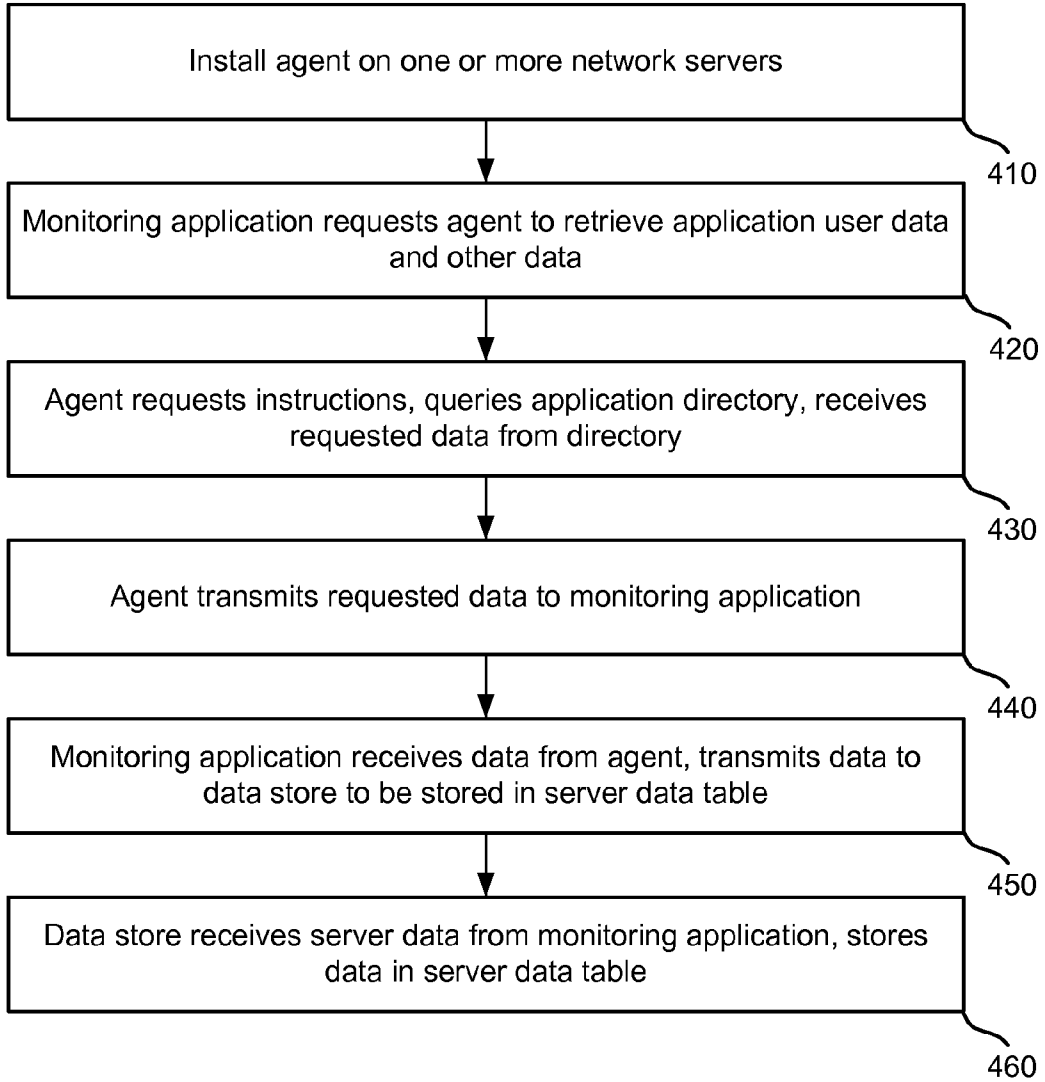 Install agent on one or more network servers
410
Monitoring application requests agent to retrieve application user data
and other data
420
Agent requests instructions, queries application directory, receives
requested data from directory
430
Agent transmits requested data to monitoring application
440
Monitoring application receives data from agent, transmits data to
data store to be stored in server data table
450
Data store receives server data from monitoring application, stores
data in server data table
460